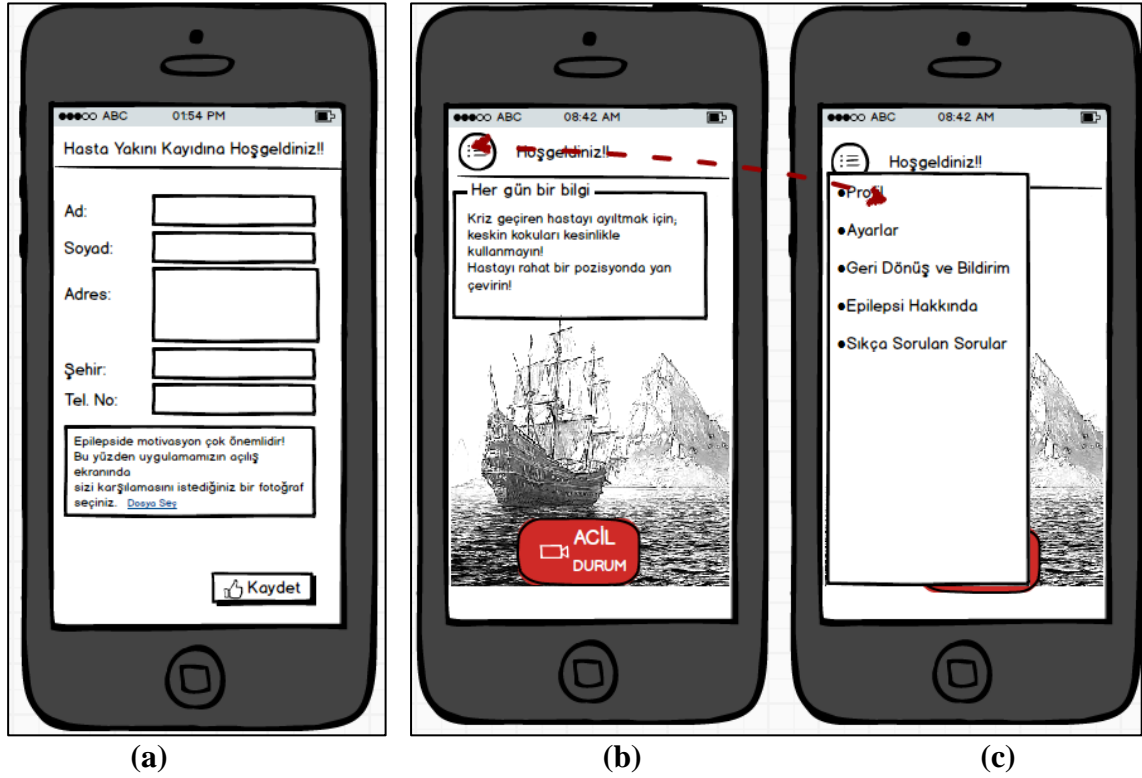 ABC 01:54 PM
Hasta Yakını Kayıdına Hoşgeldiniz!!
Ad:
Soyad:
Adres:
Şehir:
Tel. No:
Epilepside motivasyon çok önemlidir!
Bu yüzden uygulamamızın açılış
ekranında
sizi karşılamasını istediğiniz bir fotoğraf
seçiniz. Dosya Seç
Kaydet
(a)
ABC 08:42 AM
Hoşgeldiniz!!
Her gün bir bilgi
Kriz geçiren hastayı ayıltmak için;
keskin kokuları kesinlikle
kullanmayın!
Hastayı rahat bir pozisyonda yan
çevirin!
ACİL
DURUM
(b)
ABC 08:42 AM
Hoşgeldiniz!!
●Profil
●Ayarlar
●Geri Dönüş ve Bildirim
●Epilepsi Hakkında
●Sıkça Sorulan Sorular
(c)